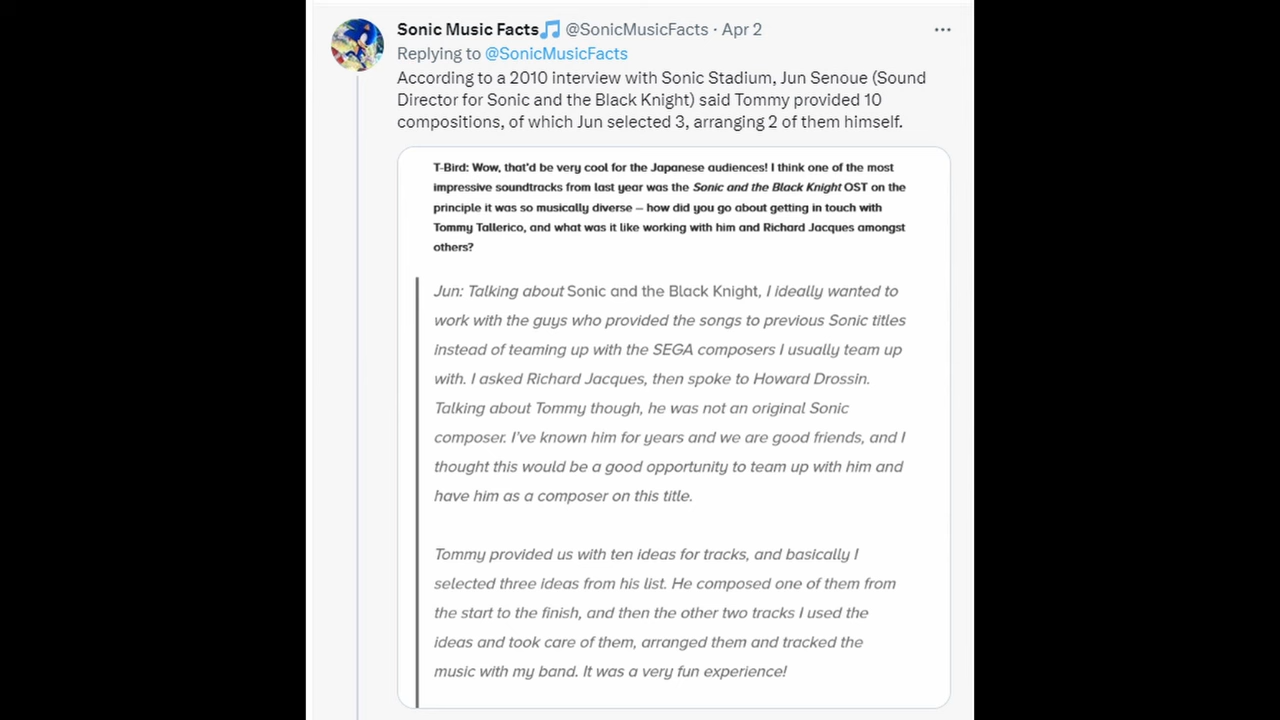 Sonic Music Facts🎵 @SonicMusicFacts · Apr 2
Replying to @SonicMusicFacts
According to a 2010 interview with Sonic Stadium, Jun Senoue (Sound
Director for Sonic and the Black Knight) said Tommy provided 10
compositions, of which Jun selected 3, arranging 2 of them himself.
T-Bird: Wow, that'd be very cool for the Japanese audiences! I think one of the most
impressive soundtracks from last year was the Sonic and the Black Knight OST on the
principle it was so musically diverse – how did you go about getting in touch with
Tommy Tallerico, and what was it like working with him and Richard Jacques amongst
others?
Jun: Talking about Sonic and the Black Knight, I ideally wanted to
work with the guys who provided the songs to previous Sonic titles
instead of teaming up with the SEGA composers I usually team up
with. I asked Richard Jacques, then spoke to Howard Drossin.
Talking about Tommy though, he was not an original Sonic
composer. I've known him for years and we are good friends, and I
thought this would be a good opportunity to team up with him and
have him as a composer on this title.
Tommy provided us with ten ideas for tracks, and basically I
selected three ideas from his list. He composed one of them from
the start to the finish, and then the other two tracks I used the
ideas and took care of them, arranged them and tracked the
music with my band. It was a very fun experience!